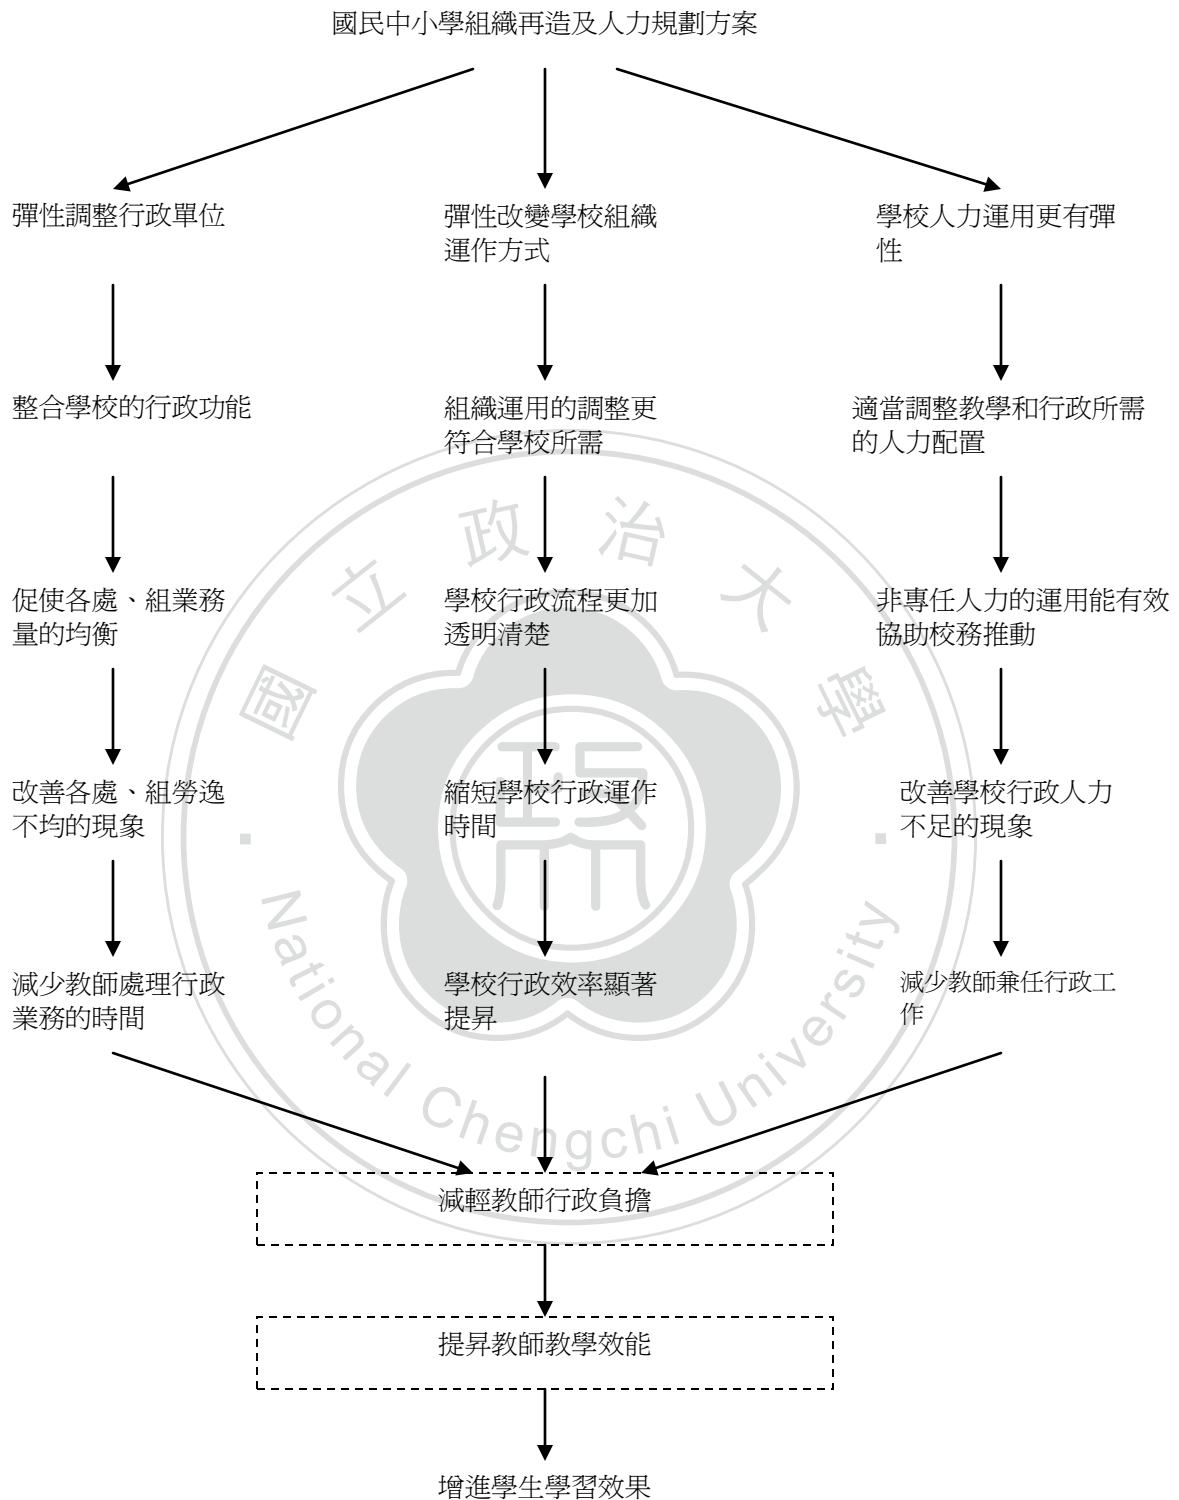 國民中小學組織再造及人力規劃方案
彈性調整行政單位
彈性改變學校組織
運作方式
學校人力運用更有彈
性
整合學校的行政功能
組織運用的調整更
符合學校所需
適當調整教學和行政所需
的人力配置
促使各處、組業務
量的均衡
學校行政流程更加
透明清楚
非專任人力的運用能有效
協助校務推動
改善各處、組勞逸
不均的現象
縮短學校行政運作
時間
改善學校行政人力
不足的現象
減少教師處理行政
業務的時間
學校行政效率顯著
提昇
減少教師兼任行政工
作
減輕教師行政負擔
提昇教師教學效能
增進學生學習效果
國立政治大學
National Chengchi University
政大